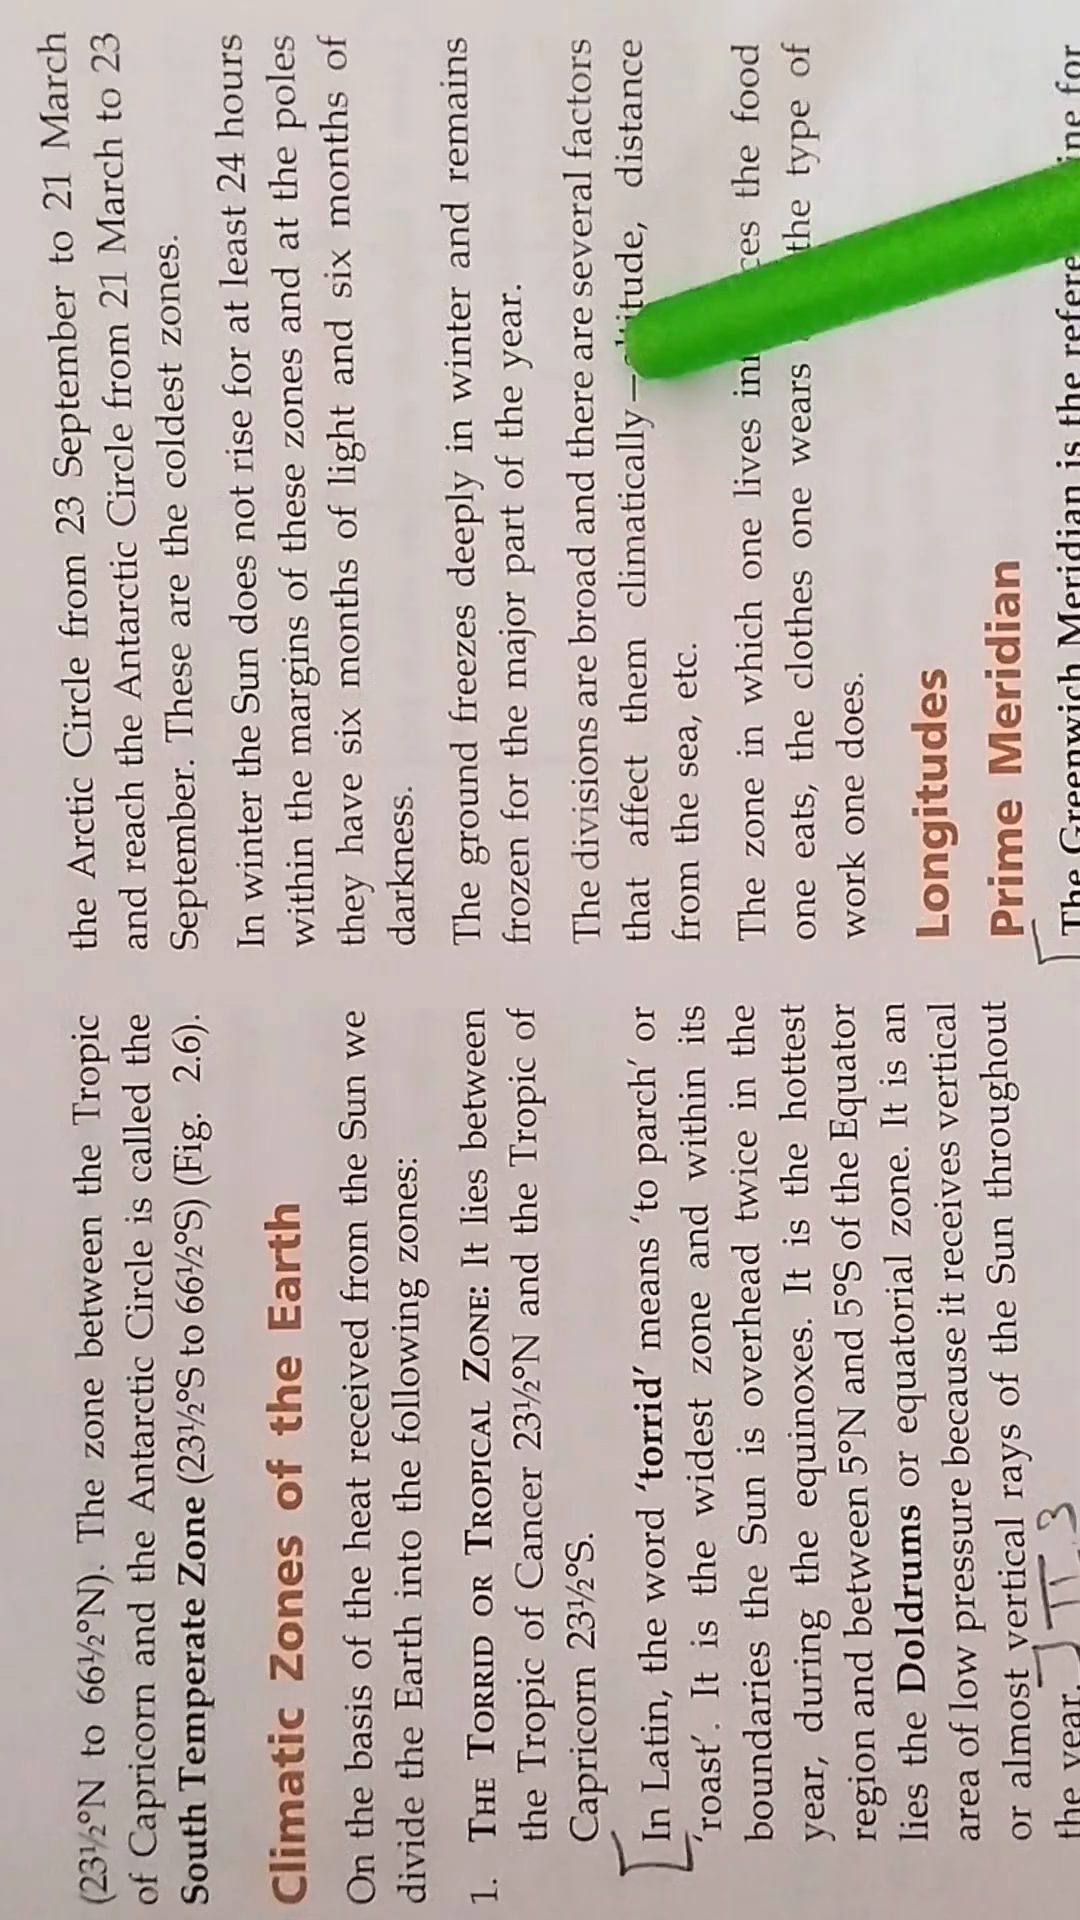 (23½°N to 66½°N). The zone between the Tropic
of Capricorn and the Antarctic Circle is called the
South Temperate Zone (23½°S to 66½°S) (Fig. 2.6).
Climatic Zones of the Earth
On the basis of the heat received from the Sun we
divide the Earth into the following zones:
1. THE TORRID OR TROPICAL ZONE: It lies between
the Tropic of Cancer 23½°N and the Tropic of
Capricorn 23½°S.
In Latin, the word 'torrid' means 'to parch' or
'roast'. It is the widest zone and within its
boundaries the Sun is overhead twice in the
year, during the equinoxes. It is the hottest
region and between 5°N and 5°S of the Equator
lies the Doldrums or equatorial zone. It is an
area of low pressure because it receives vertical
or almost vertical rays of the Sun throughout
the year.
the Arctic Circle from 23 September to 21 March
and reach the Antarctic Circle from 21 March to 23
September. These are the coldest zones.
In winter the Sun does not rise for at least 24 hours
within the margins of these zones and at the poles
they have six months of light and six months of
darkness.
The ground freezes deeply in winter and remains
frozen for the major part of the year.
The divisions are broad and there are several factors
that affect them climatically— distance
from the sea, etc.
The zone in which one lives the food
one eats, the clothes one wears the type of
work one does.
Longitudes
Prime Meridian
The Greenwich Meridian is the for